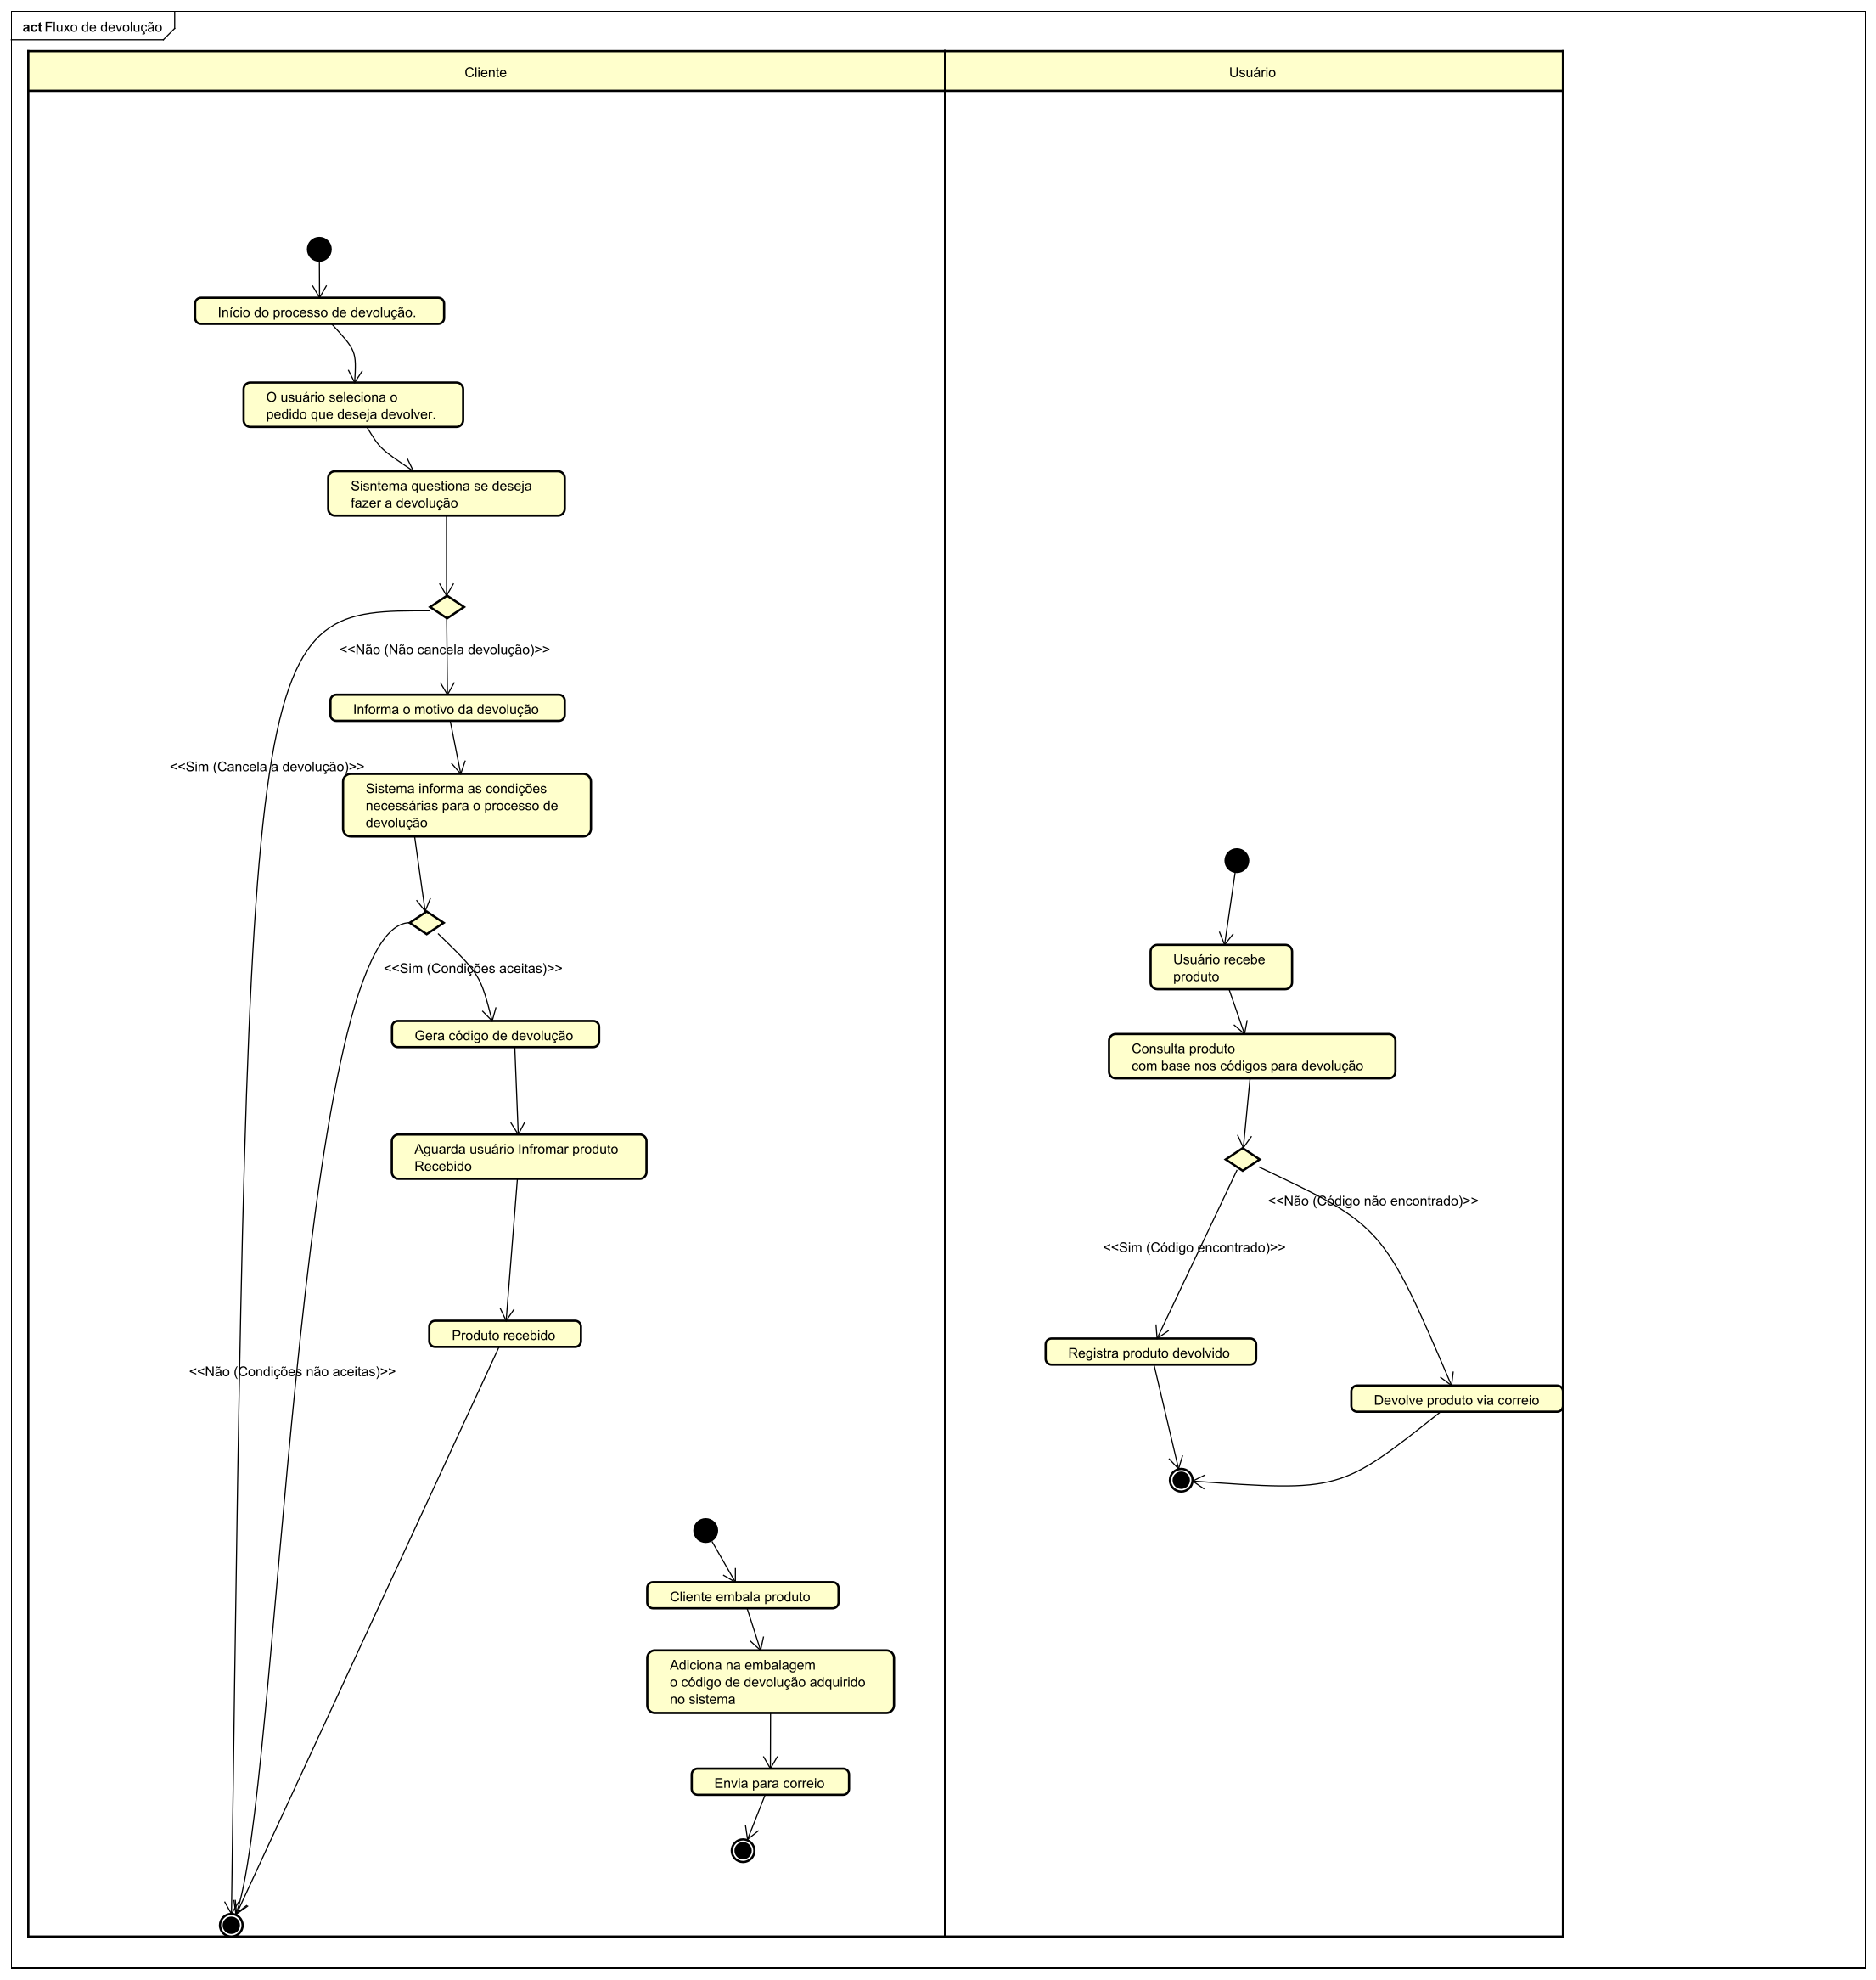 act Fluxo de devolução
Cliente
Usuário
Início do processo de devolução.
O usuário seleciona o
pedido que deseja devolver.
Sisntema questiona se deseja
fazer a devolução
<<Não (Não cancela devolução)>>
Informa o motivo da devolução
<<Sim (Cancela a devolução)>>
Sistema informa as condições
necessárias para o processo de
devolução
<<Sim (Condições aceitas)>>
Gera código de devolução
Aguarda usuário Infromar produto
Recebido
Produto recebido
<<Não (Condições não aceitas)>>
Cliente embala produto
Adiciona na embalagem
o código de devolução adquirido
no sistema
Envia para correio
Usuário recebe
produto
Consulta produto
com base nos códigos para devolução
<<Não (Código não encontrado)>>
<<Sim (Código encontrado)>>
Registra produto devolvido
Devolve produto via correio